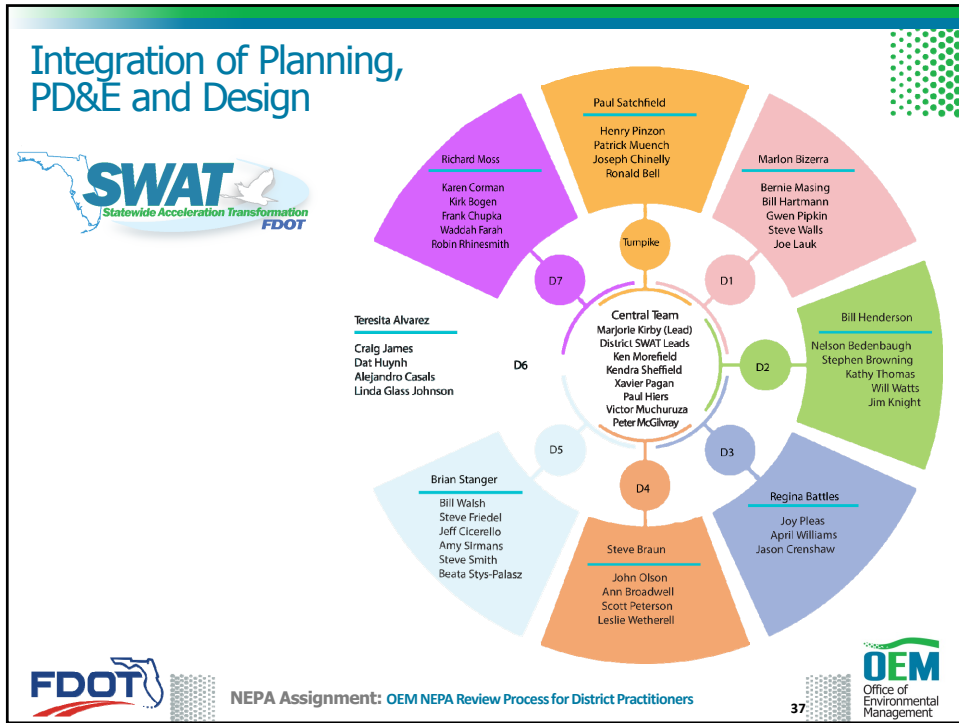 Integration of Planning,
PD&E and Design
SWAT
Statewide Acceleration Transformation
FDOT
Paul Satchfield
Henry Pinzon
Patrick Muench
Joseph Chinelly
Ronald Bell
Turnpike
Marlon Bizerra
Bernie Masing
Bill Hartmann
Gwen Pipkin
Steve Walls
Joe Lauk
D1
Bill Henderson
Nelson Bedenbaugh
Stephen Browning
Kathy Thomas
Will Watts
Jim Knight
D2
Regina Battles
Joy Pleas
April Williams
Jason Crenshaw
D3
Steve Braun
John Olson
Ann Broadwell
Scott Peterson
Leslie Wetherell
D4
Brian Stanger
Bill Walsh
Steve Friedel
Jeff Cicerello
Amy Sirmans
Steve Smith
Beata Stys-Palasz
D5
Teresita Alvarez
Craig James
Dat Huynh
Alejandro Casals
Linda Glass Johnson
D6
Richard Moss
Karen Corman
Kirk Bogen
Frank Chupka
Waddah Farah
Robin Rhinesmith
D7
Central Team
Marjorie Kirby (Lead)
District SWAT Leads
Ken Morefield
Kendra Sheffield
Xavier Pagan
Paul Hiers
Victor Muchuruza
Peter McGilvray
FDOT
NEPA Assignment: OEM NEPA Review Process for District Practitioners
37
OEM
Office of
Environmental
Management